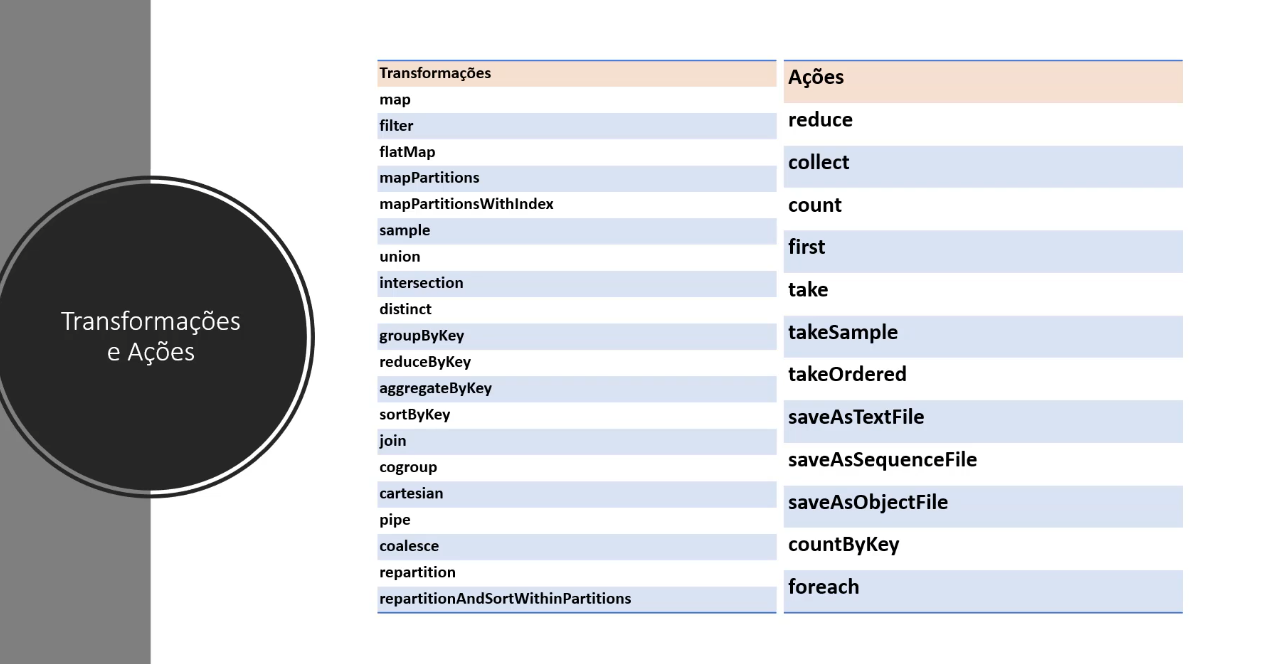 Transformações
e Ações
Transformações
map
filter
flatMap
mapPartitions
mapPartitionsWithIndex
sample
union
intersection
distinct
groupByKey
reduceByKey
aggregateByKey
sortByKey
join
cogroup
cartesian
pipe
coalesce
repartition
repartitionAndSortWithinPartitions
Ações
reduce
collect
count
first
take
takeSample
takeOrdered
saveAsTextFile
saveAsSequenceFile
saveAsObjectFile
countByKey
foreach